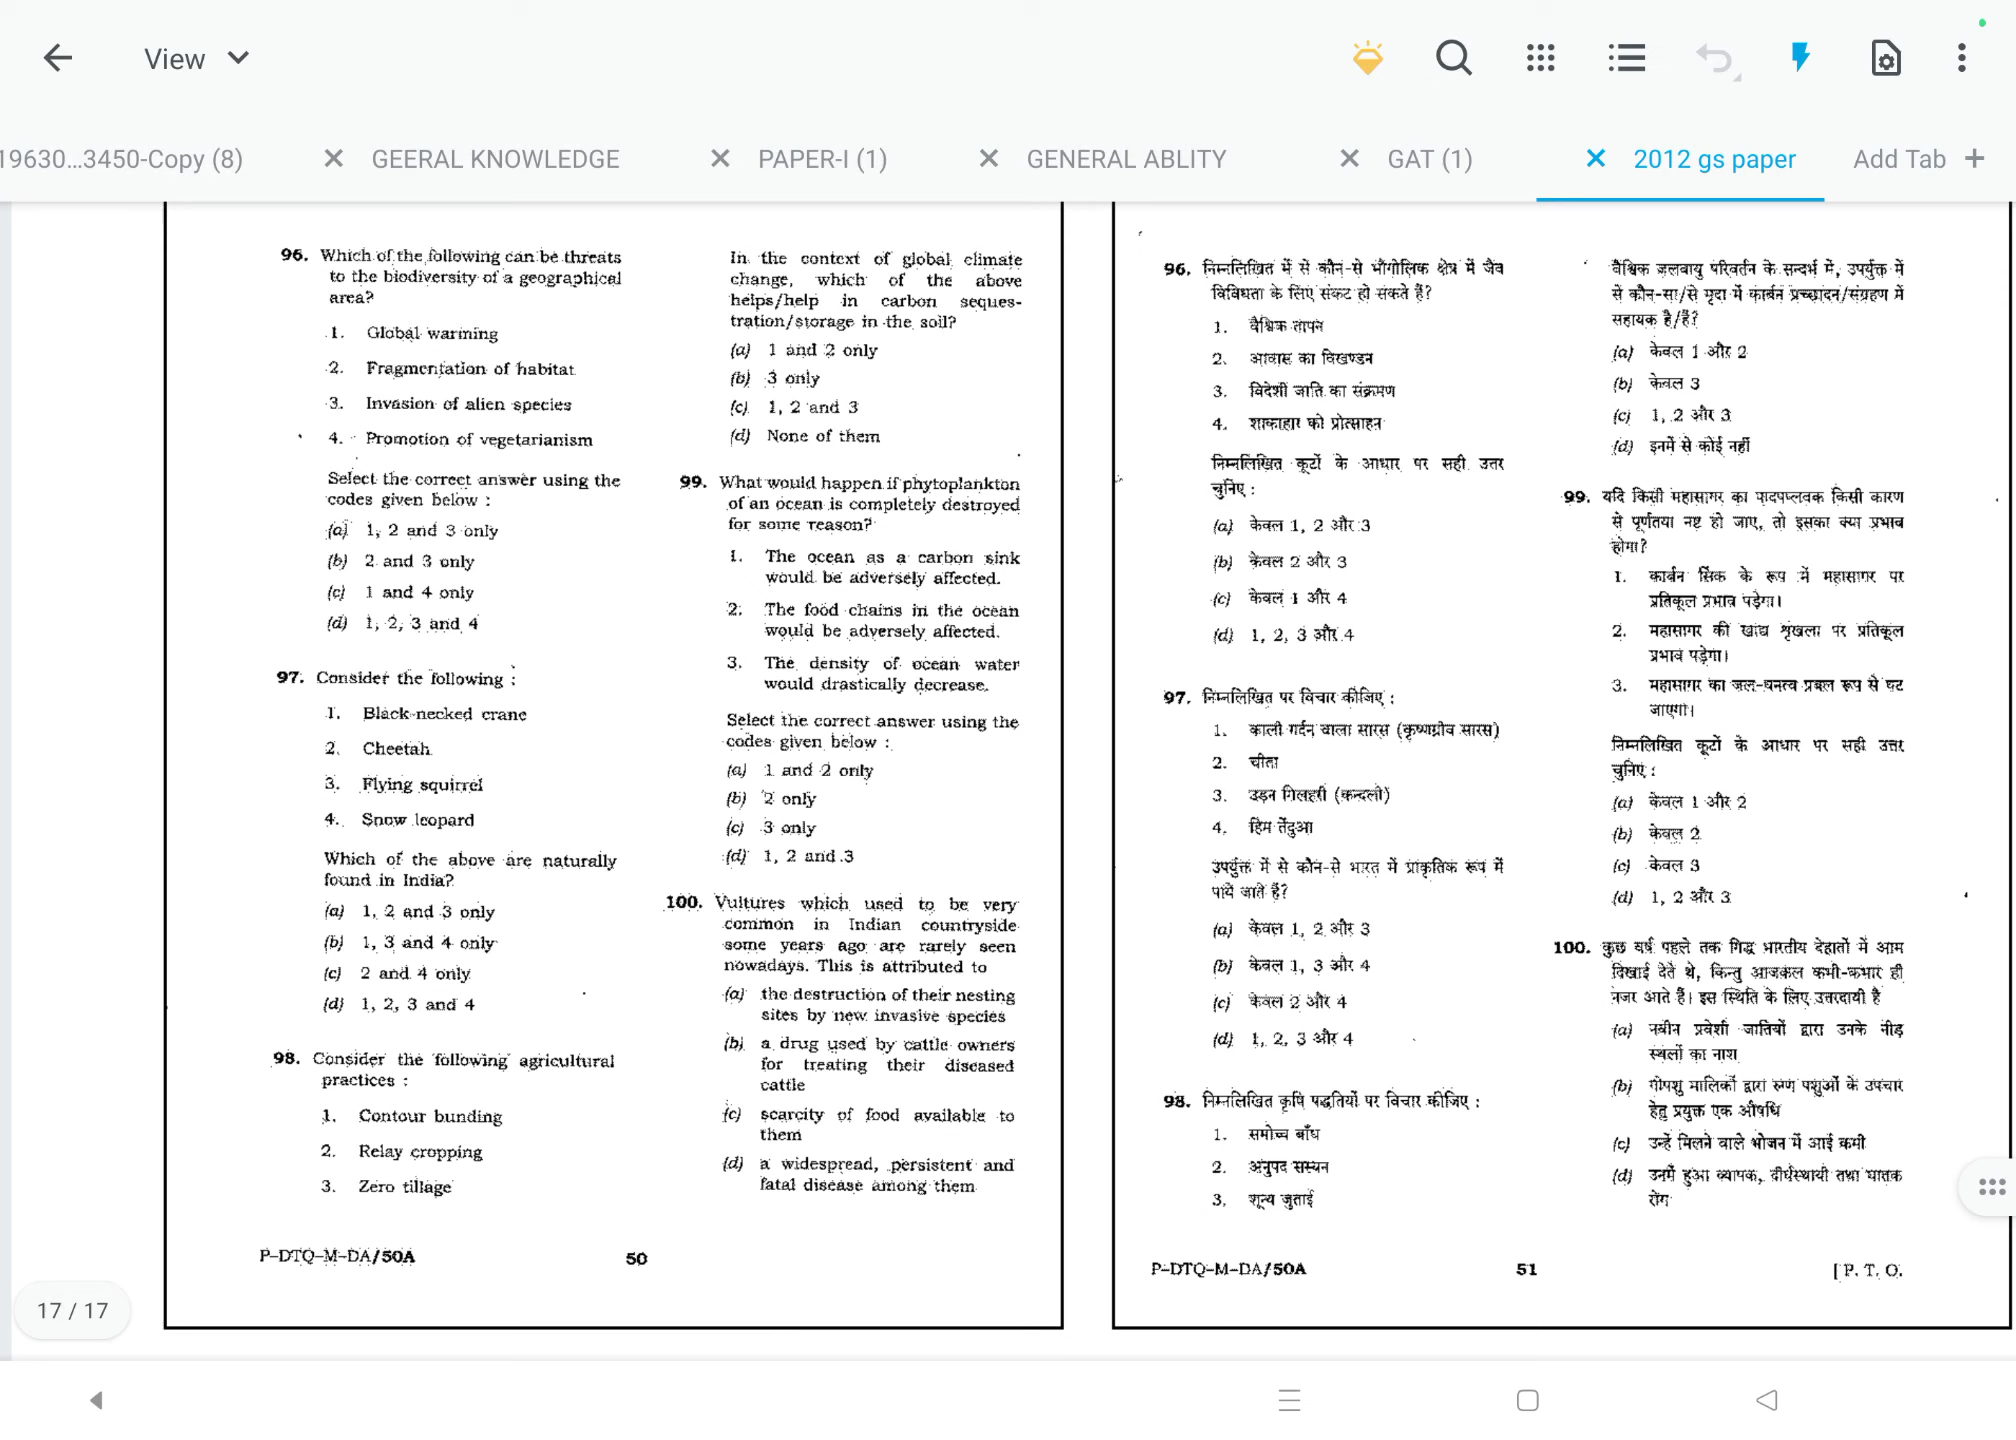 View
19630...3450-Copy (8)
GEERAL KNOWLEDGE
PAPER-I (1)
GENERAL ABLITY
GAT (1)
2012 gs paper
Add Tab
96. Which of the following can be threats
to the biodiversity of a geographical
area?
1. Global warming
2. Fragmentation of habitat
3. Invasion of alien species
4. Promotion of vegetarianism
Select the correct answer using the
codes given below :
(a) 1, 2 and 3 only
(b) 2 and 3 only
(c) 1 and 4 only
(d) 1, 2, 3 and 4
97. Consider the following :
1. Black-necked crane
2. Cheetah
3. Flying squirrel
4. Snow leopard
Which of the above are naturally
found in India?
(a) 1, 2 and 3 only
(b) 1, 3 and 4 only
(c) 2 and 4 only
(d) 1, 2, 3 and 4
98. Consider the following agricultural
practices :
1. Contour bunding
2. Relay cropping
3. Zero tillage
In the context of global climate
change, which of the above
helps/help in carbon seques-
tration/storage in the soil?
(a) 1 and 2 only
(b) 3 only
(c) 1, 2 and 3
(d) None of them
99. What would happen if phytoplankton
of an ocean is completely destroyed
for some reason?
1. The ocean as a carbon sink
would be adversely affected.
2. The food chains in the ocean
would be adversely affected.
3. The density of ocean water
would drastically decrease.
Select the correct answer using the
codes given below :
(a) 1 and 2 only
(b) 2 only
(c) 3 only
(d) 1, 2 and 3
100. Vultures which used to be very
common in Indian countryside
some years ago are rarely seen
nowadays. This is attributed to
(a) the destruction of their nesting
sites by new invasive species
(b) a drug used by cattle owners
for treating their diseased
cattle
(c) scarcity of food available to
them
(d) a widespread, persistent and
fatal disease among them
P-DTQ-M-DA/50A
50
96. निम्नलिखित में से कौन-से भौगोलिक क्षेत्र में जैव
विविधता के लिए संकट हो सकते हैं?
1. वैश्विक तापन
2. आवास का विखण्डन
3. विदेशी जाति का संक्रमण
4. शाकाहार को प्रोत्साहन
निम्नलिखित कूटों के आधार पर सही उत्तर
चुनिए :
(a) केवल 1, 2 और 3
(b) केवल 2 और 3
(c) केवल 1 और 4
(d) 1, 2, 3 और 4
97. निम्नलिखित पर विचार कीजिए :
1. काली गर्दन वाला सारस (कृष्णग्रीव सारस)
2. चीता
3. उड़न गिलहरी (कन्दली)
4. हिम तेंदुआ
उपर्युक्त में से कौन-से भारत में प्राकृतिक रूप में
पाये जाते हैं?
(a) केवल 1, 2 और 3
(b) केवल 1, 3 और 4
(c) केवल 2 और 4
(d) 1, 2, 3 और 4
98. निम्नलिखित कृषि पद्धतियों पर विचार कीजिए :
1. समोच्च बाँध
2. अनुपद सस्यन
3. शून्य जुताई
वैश्विक जलवायु परिवर्तन के सन्दर्भ में, उपर्युक्त में
से कौन-सा/से मृदा में कार्बन प्रच्छादन/संग्रहण में
सहायक है/हैं?
(a) केवल 1 और 2
(b) केवल 3
(c) 1, 2 और 3
(d) इनमें से कोई नहीं
99. यदि किसी महासागर का पादपप्लवक किसी कारण
से पूर्णतया नष्ट हो जाए, तो इसका क्या प्रभाव
होगा?
1. कार्बन सिंक के रूप में महासागर पर
प्रतिकूल प्रभाव पड़ेगा।
2. महासागर की खाद्य शृंखला पर प्रतिकूल
प्रभाव पड़ेगा।
3. महासागर का जल-घनत्व प्रबल रूप से घट
जाएगा।
निम्नलिखित कूटों के आधार पर सही उत्तर
चुनिए :
(a) केवल 1 और 2
(b) केवल 2
(c) केवल 3
(d) 1, 2 और 3
100. कुछ वर्ष पहले तक गिद्ध भारतीय देहातों में आम
दिखाई देते थे, किन्तु आजकल कभी-कभार ही
नजर आते हैं। इस स्थिति के लिए उत्तरदायी है
(a) नवीन प्रवेशी जातियों द्वारा उनके नीड़
स्थलों का नाश
(b) गोपशु मालिकों द्वारा रुग्ण पशुओं के उपचार
हेतु प्रयुक्त एक औषधि
(c) उन्हें मिलने वाले भोजन में आई कमी
(d) उनमें हुआ व्यापक, दीर्घस्थायी तथा घातक
रोग
P-DTQ-M-DA/50A
51
[ P. T. O.
17 / 17